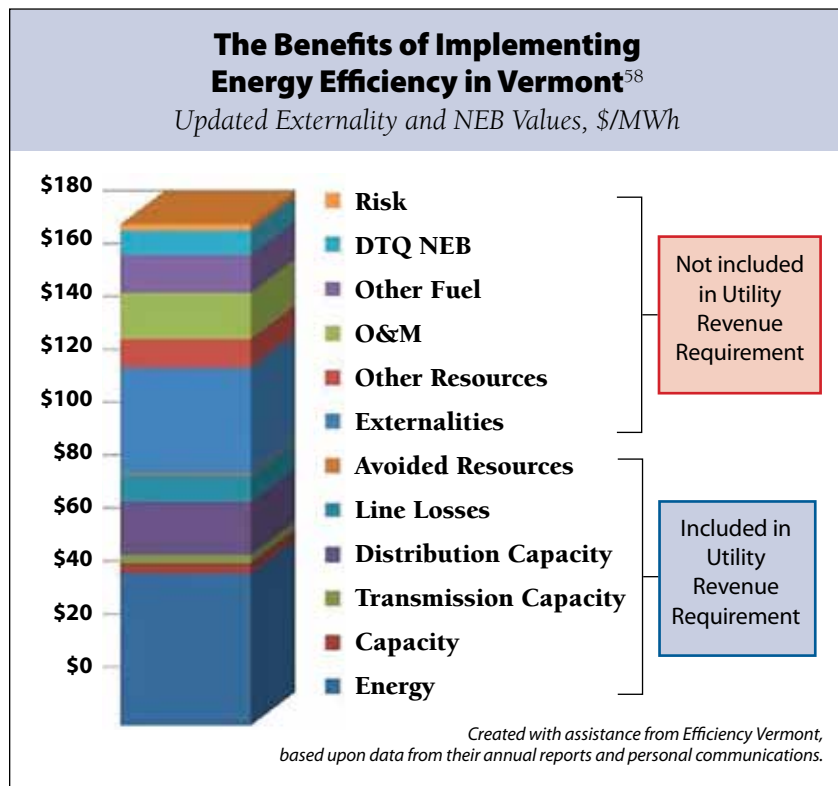 The Benefits of Implementing
Energy Efficiency in Vermont58
Updated Externality and NEB Values, $/MWh
$180
$160
$140
$120
$100
$80
$60
$40
$20
$0
Risk
DTQ NEB
Other Fuel
O&M
Other Resources
Externalities
Avoided Resources
Line Losses
Distribution Capacity
Transmission Capacity
Capacity
Energy
Not included
in Utility
Revenue
Requirement
Included in
Utility
Revenue
Requirement
Created with assistance from Efficiency Vermont,
based upon data from their annual reports and personal communications.